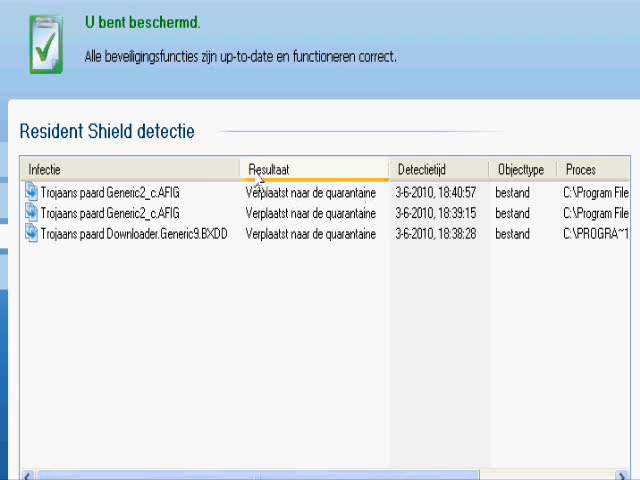 U bent beschermd.
Alle beveiligingsfuncties zijn up-to-date en functioneren correct.
Resident Shield detectie
Infectie Resultaat Detectietijd Objecttype Proces
Trojaans paard Generic2_c.AFIG Verplaatst naar de quarantaine 3-6-2010, 18:40:57 bestand C:\Program File
Trojaans paard Generic2_c.AFIG Verplaatst naar de quarantaine 3-6-2010, 18:39:15 bestand C:\Program File
Trojaans paard Downloader.Generic9.BXDD Verplaatst naar de quarantaine 3-6-2010, 18:38:28 bestand C:\PROGRA~1